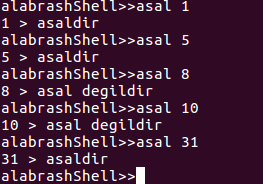 alabrashShell>>asal 1
1 > asaldir
alabrashShell>>asal 5
5 > asaldir
alabrashShell>>asal 8
8 > asal degildir
alabrashShell>>asal 10
10 > asal degildir
alabrashShell>>asal 31
31 > asaldir
alabrashShell>>